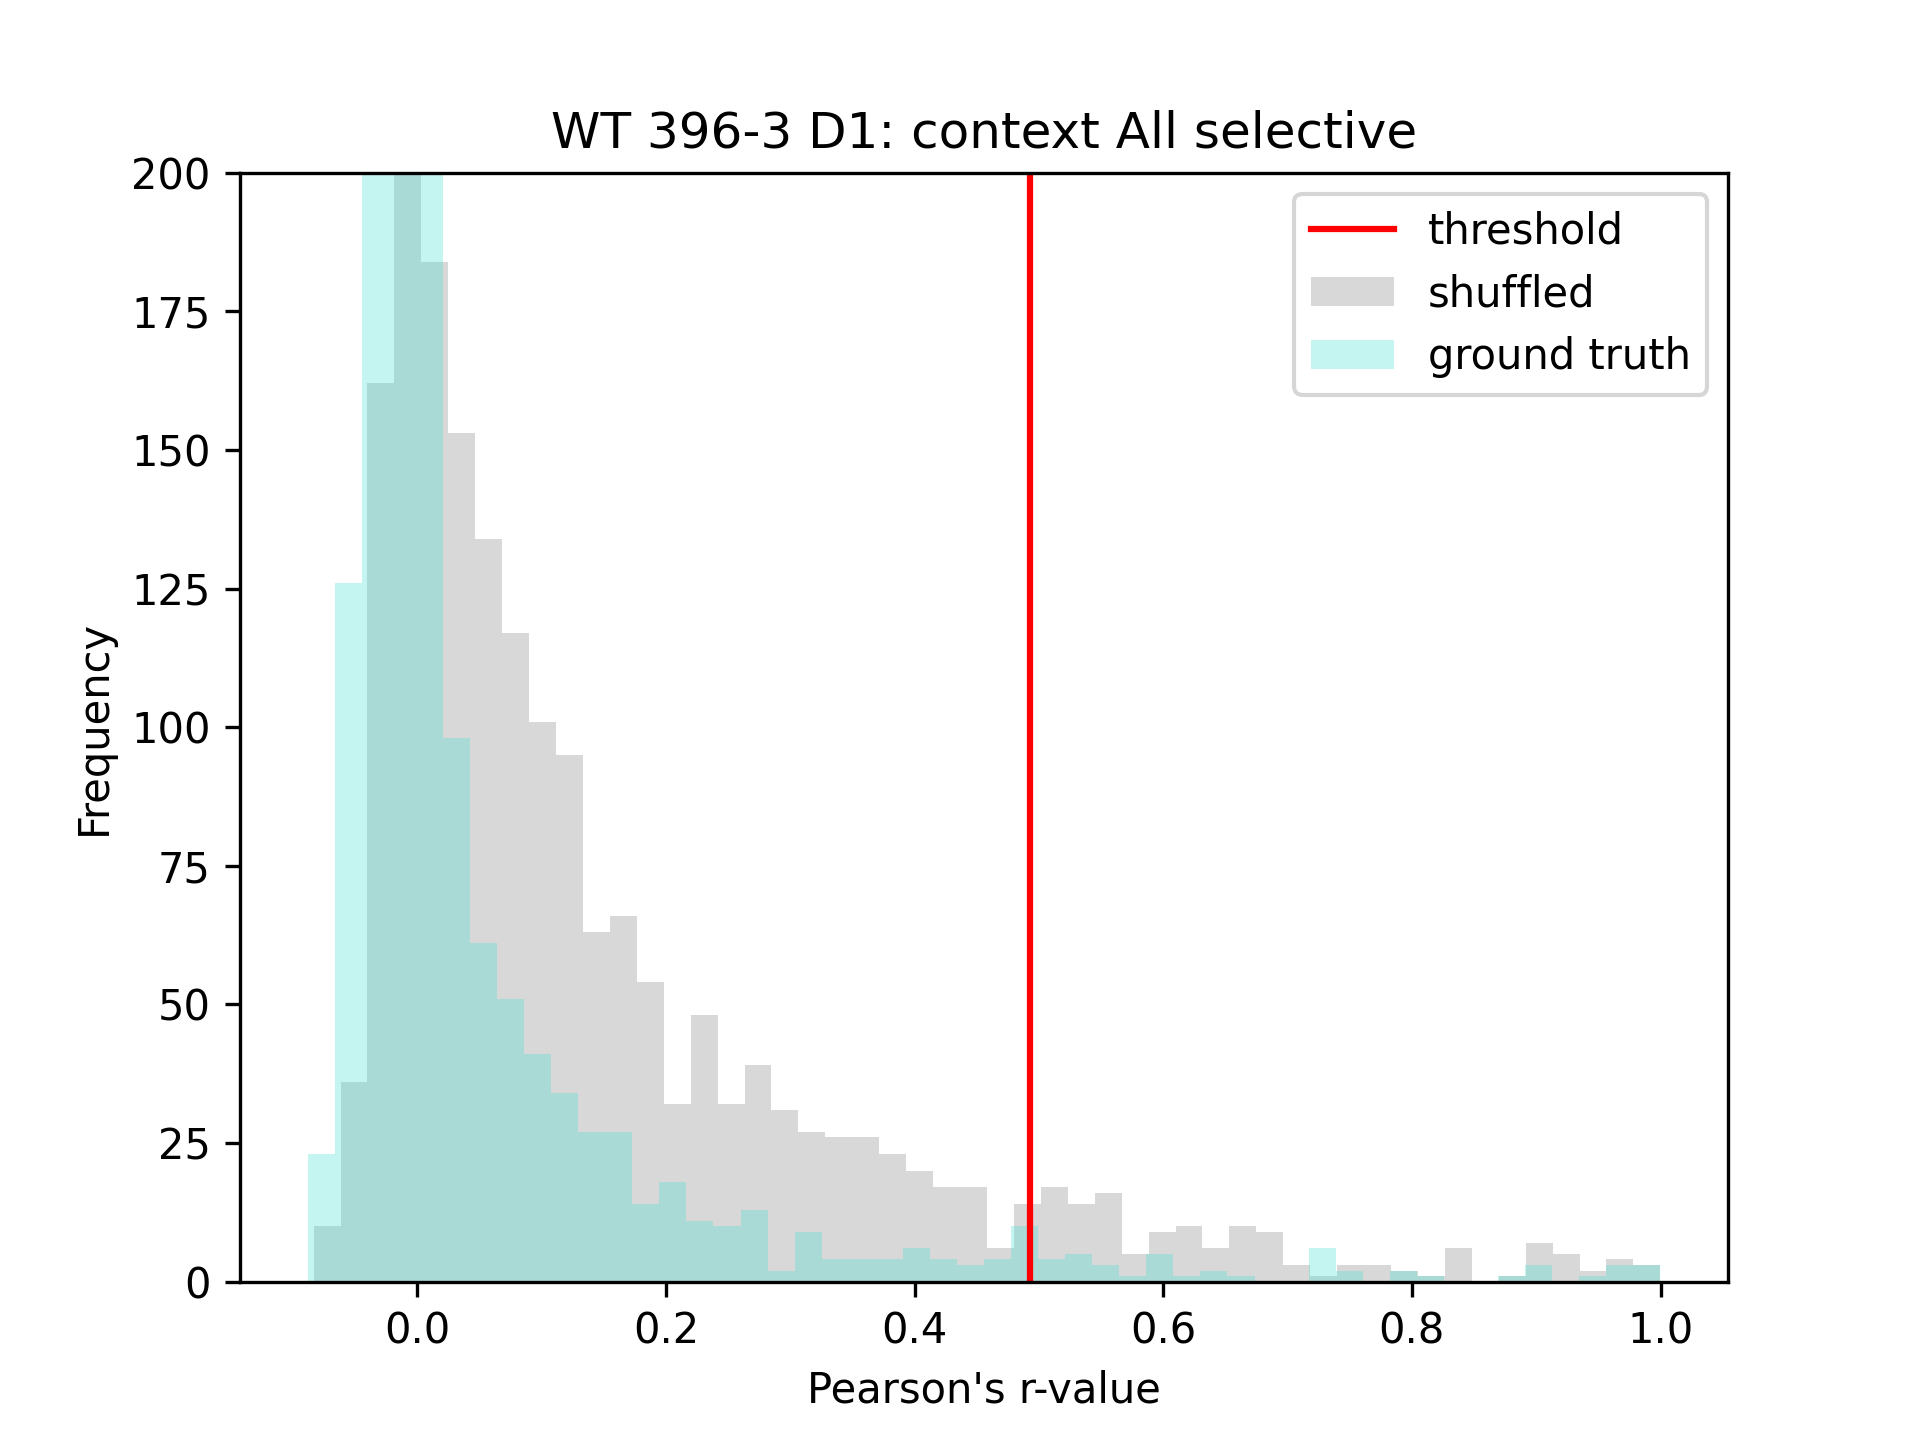 WT 396-3 D1: context All selective
200
175
150
125
100
75
50
25
0
Frequency
threshold
shuffled
ground truth
0.0 0.2 0.4 0.6 0.8 1.0
Pearson's r-value